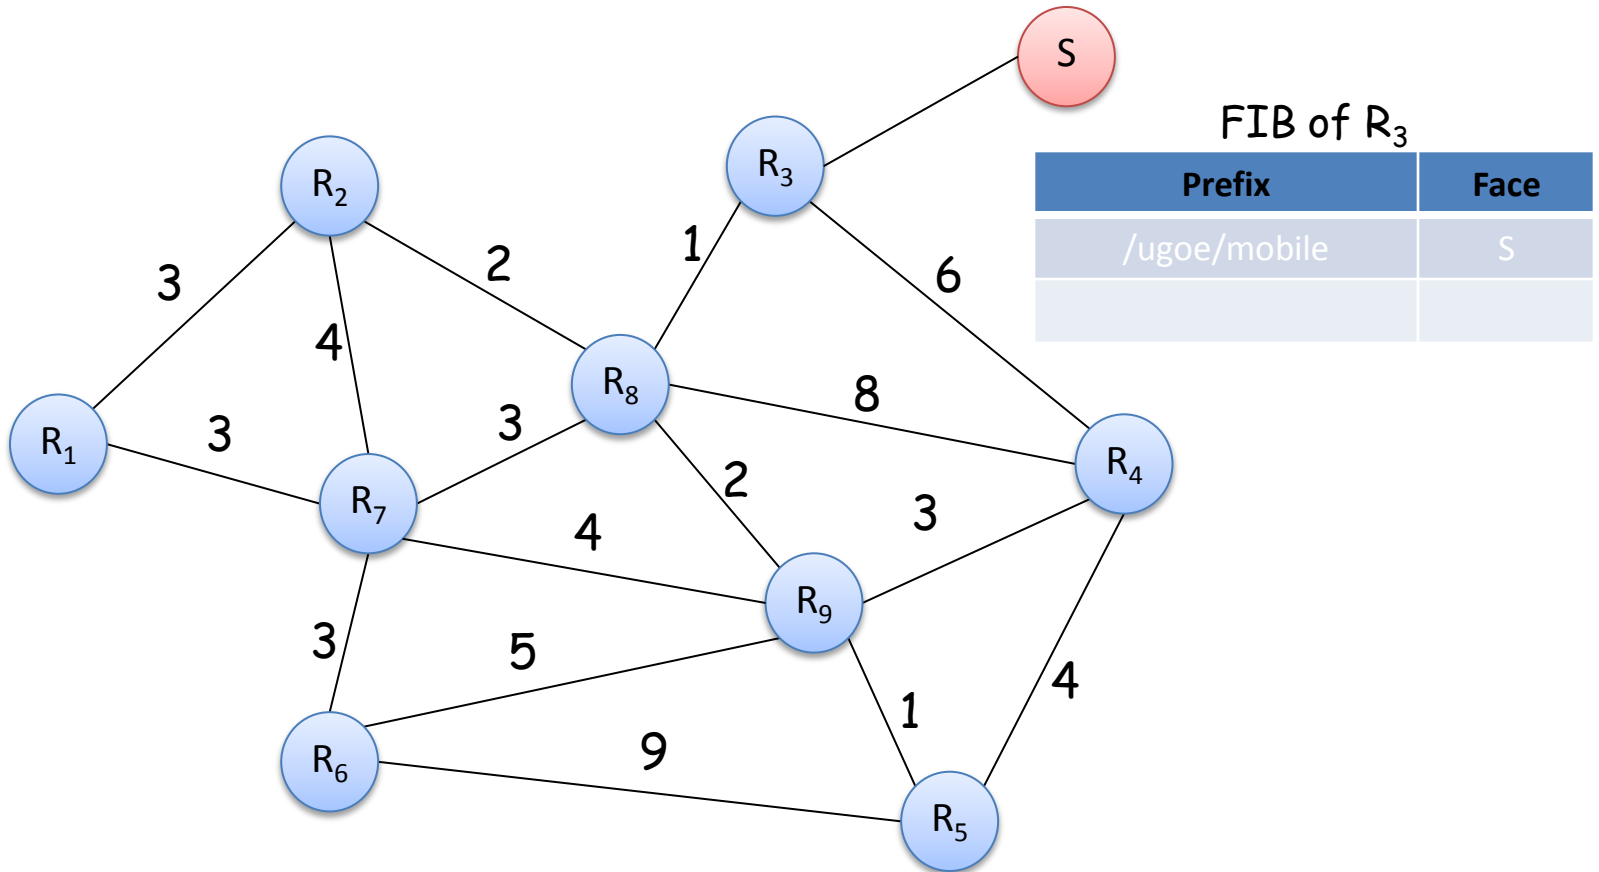 S
FIB of R₃
Prefix Face
/ugoe/mobile S
R₃
R₂
1
2
6
3
4
8
R₈
3
3
R₁
R₄
2
R₇
3
4
R₉
3
5
4
1
9
R₆
R₅